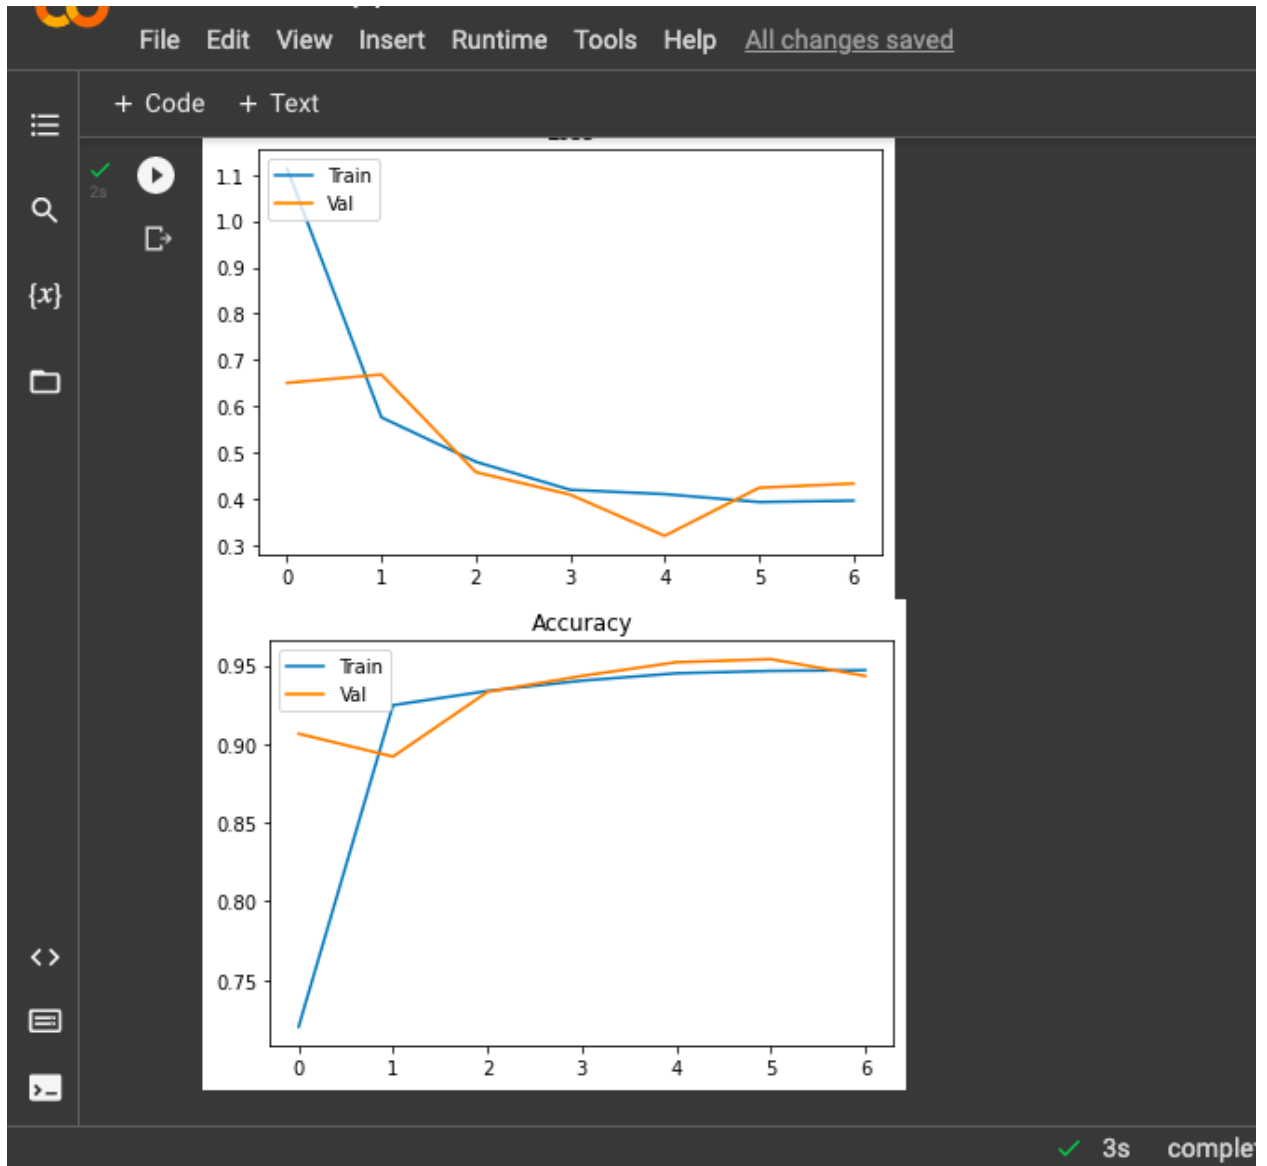 File Edit View Insert Runtime Tools Help All changes saved
+ Code + Text
2s
Train
Val
1.1
1.0
0.9
0.8
0.7
0.6
0.5
0.4
0.3
0 1 2 3 4 5 6
{x}
Accuracy
Train
Val
0.95
0.90
0.85
0.80
0.75
0 1 2 3 4 5 6
3s comple